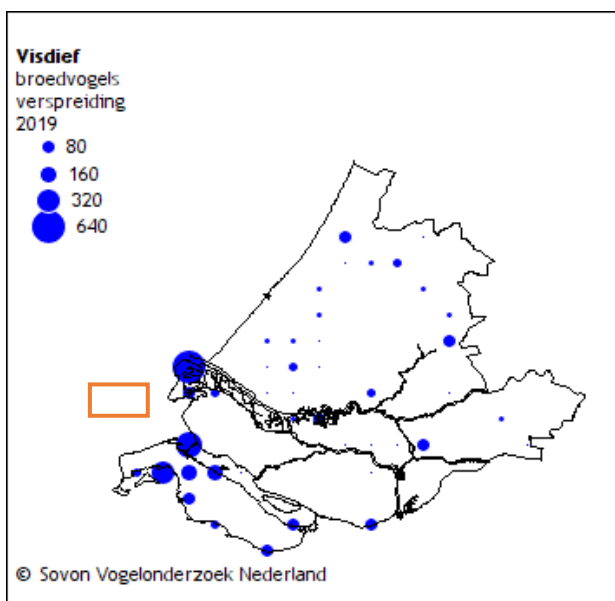 Visdief
broedvogels
verspreiding
2019
80
160
320
640
© Sovon Vogelonderzoek Nederland